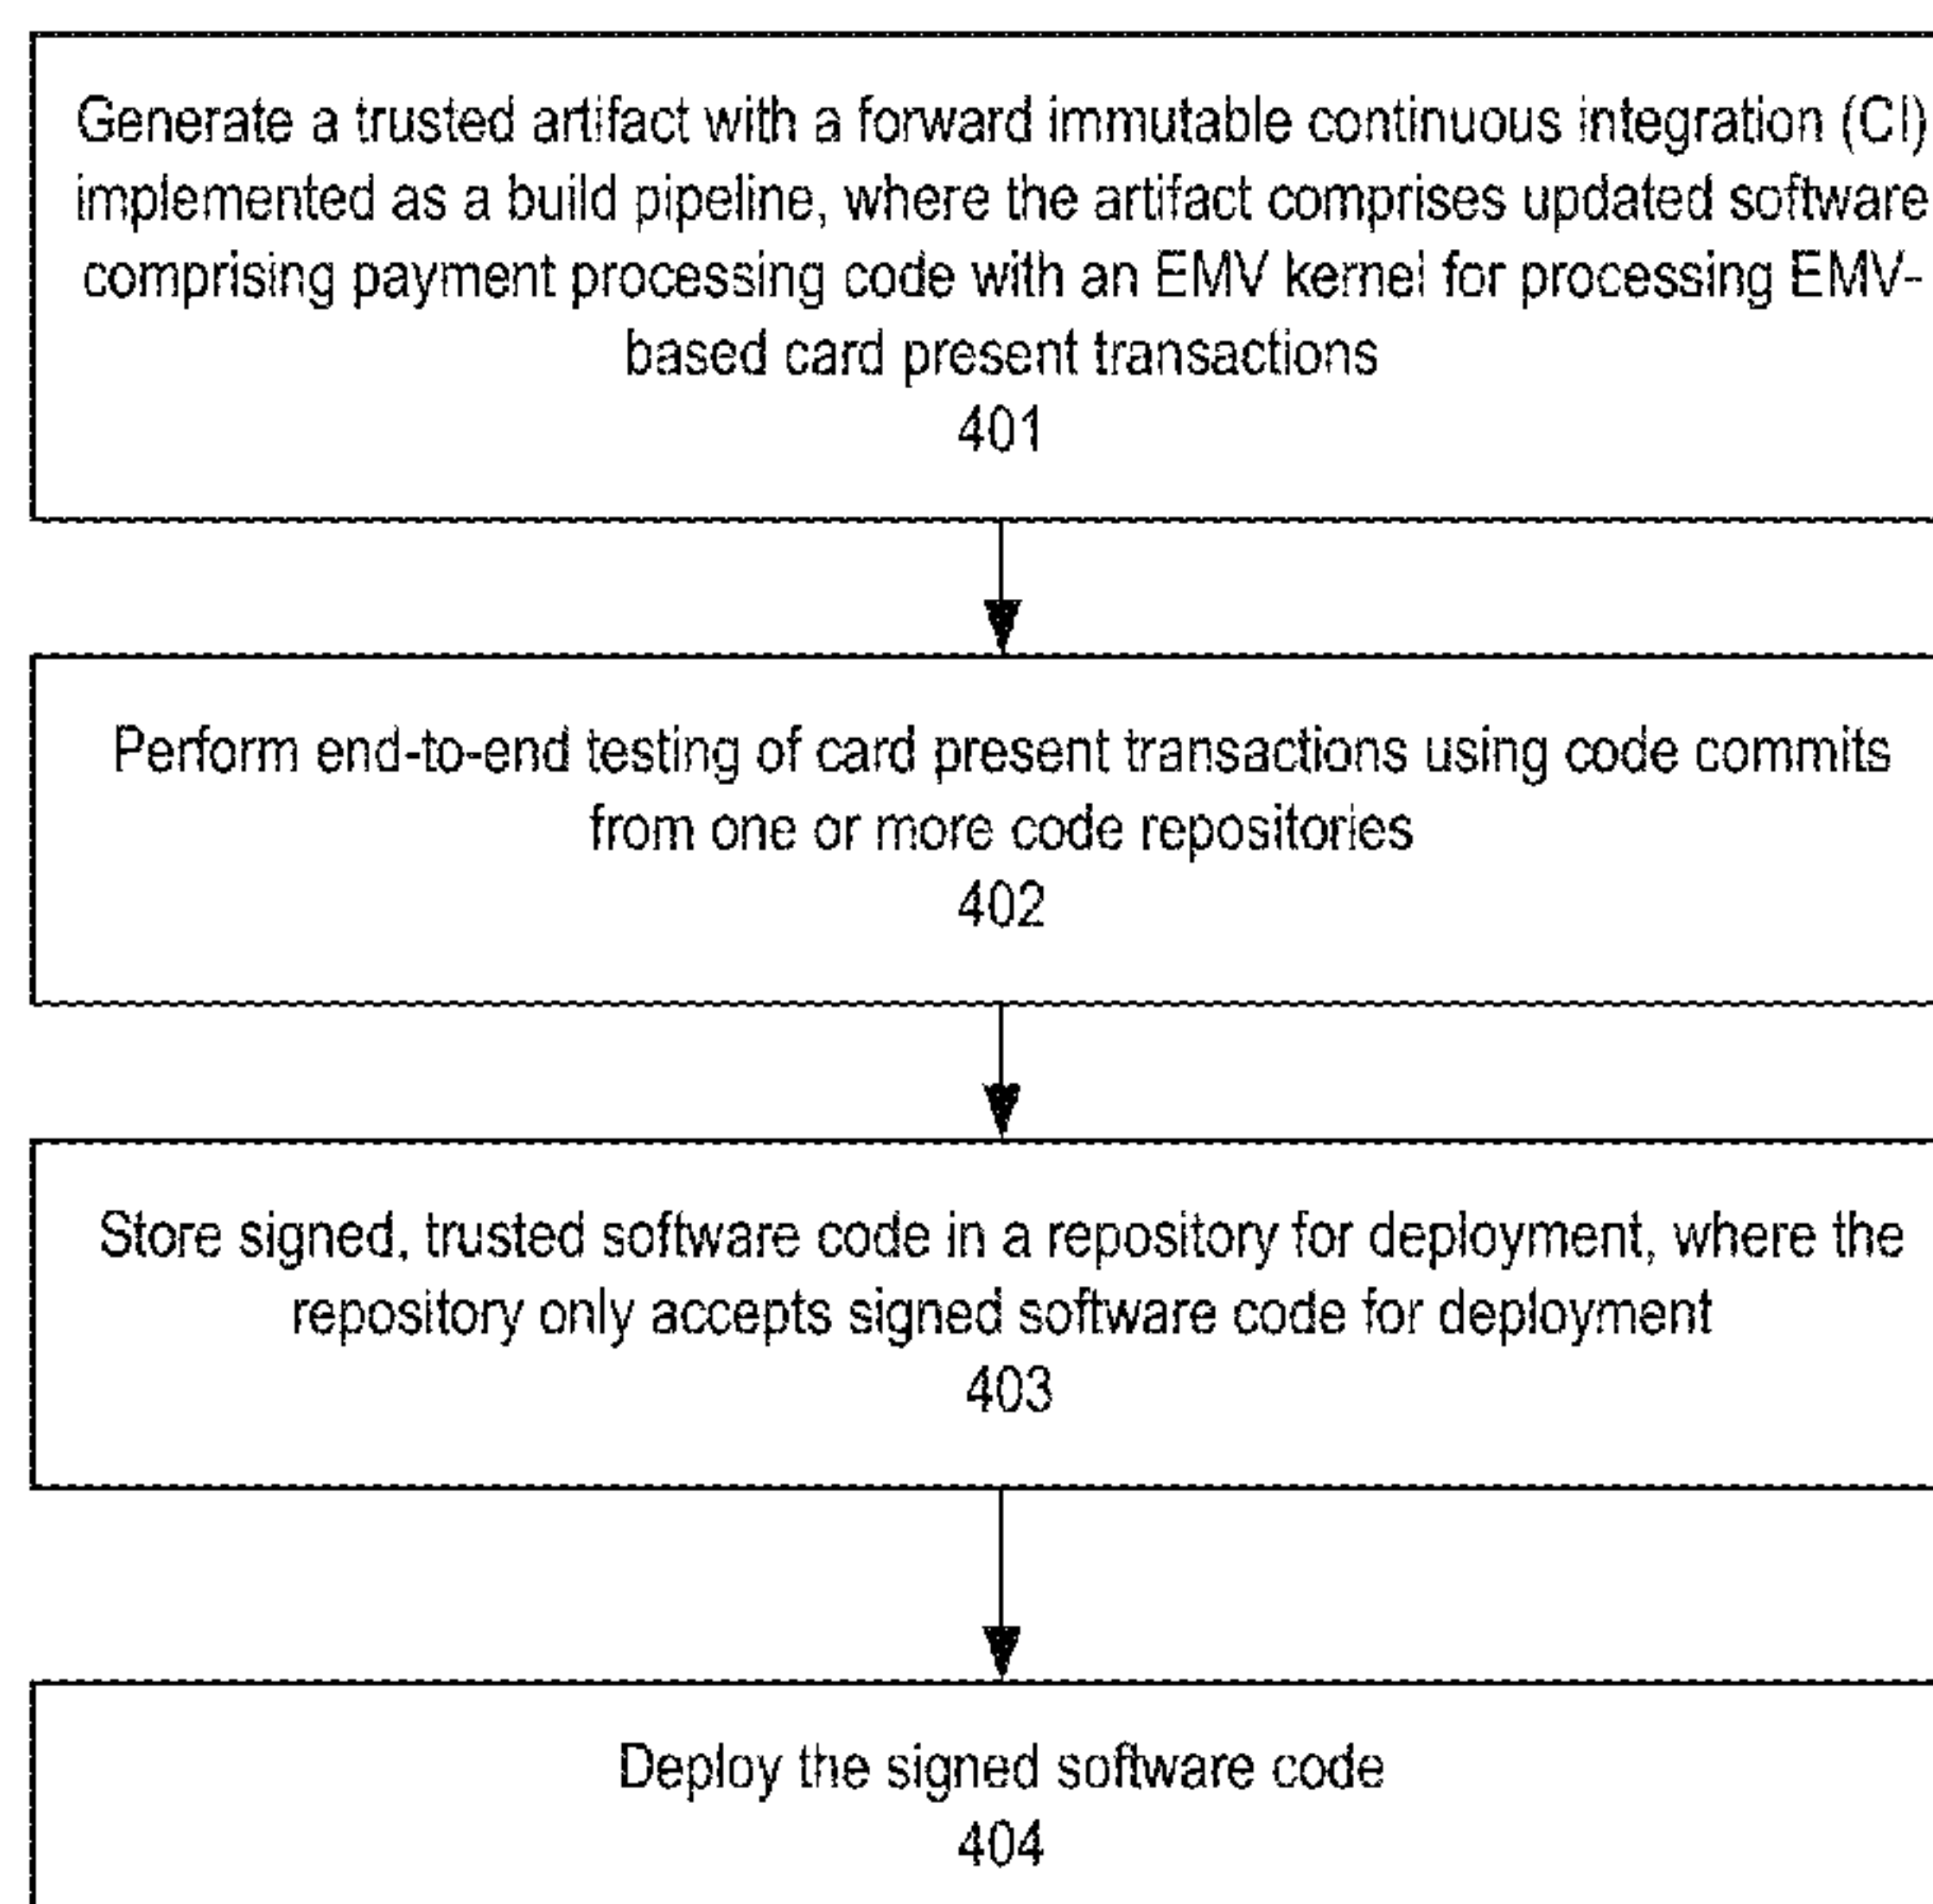 Generate a trusted artifact with a forward immutable continuous integration (CI)
implemented as a build pipeline, where the artifact comprises updated software
comprising payment processing code with an EMV kernel for processing EMV-
based card present transactions
401
Perform end-to-end testing of card present transactions using code commits
from one or more code repositories
402
Store signed, trusted software code in a repository for deployment, where the
repository only accepts signed software code for deployment
403
Deploy the signed software code
404